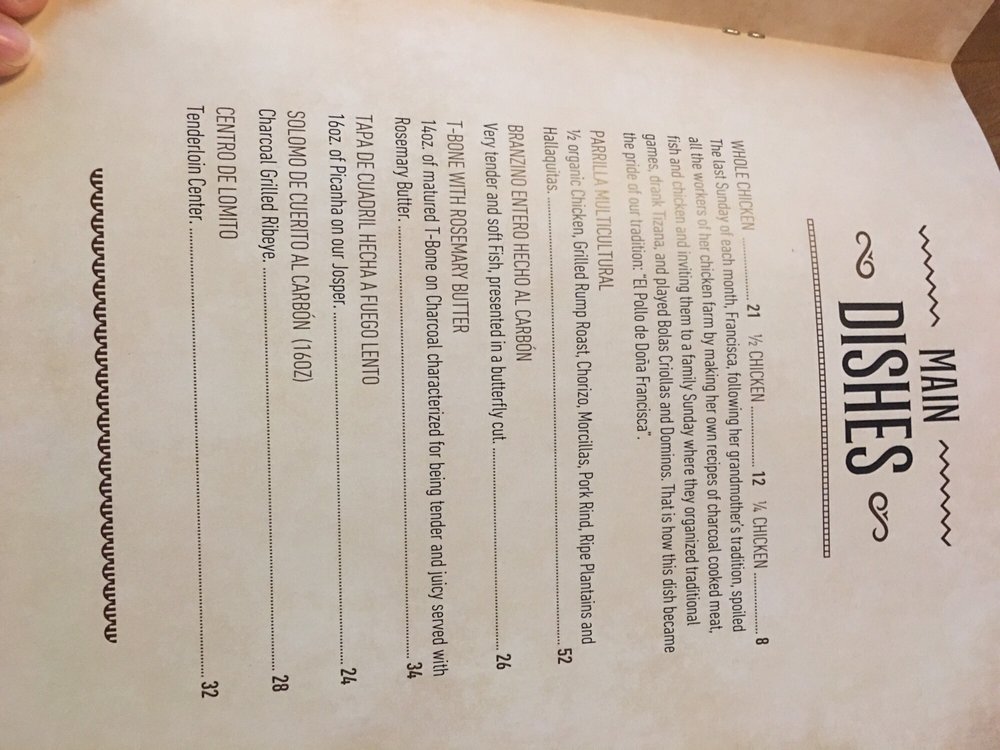 MAIN
DISHES
WHOLE CHICKEN ............... 21 ½ CHICKEN ............... 12 ¼ CHICKEN ............... 8
The last Sunday of each month, Francisca, following her grandmother's tradition, spoiled
all the workers of her chicken farm by making her own recipes of charcoal cooked meat,
fish and chicken and inviting them to a family Sunday where they organized traditional
games, drank Tizana, and played Bolas Criollas and Dominos. That is how this dish became
the pride of our tradition: "El Pollo de Doña Francisca".
PARRILLA MULTICULTURAL
½ organic Chicken, Grilled Rump Roast, Chorizo, Morcillas, Pork Rind, Ripe Plantains and
Hallaquitas. ............... 52
BRANZINO ENTERO HECHO AL CARBÓN
Very tender and soft Fish, presented in a butterfly cut. ............... 26
T-BONE WITH ROSEMARY BUTTER
14oz. of matured T-Bone on Charcoal characterized for being tender and juicy served with
Rosemary Butter. ............... 34
TAPA DE CUADRIL HECHA A FUEGO LENTO
16oz. of Picanha on our Josper. ............... 24
SOLOMO DE CUERITO AL CARBÓN (16OZ)
Charcoal Grilled Ribeye. ............... 28
CENTRO DE LOMITO
Tenderloin Center. ............... 32